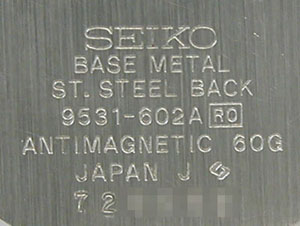 SEIKO
BASE METAL
ST. STEEL BACK
9531-602A RO
ANTIMAGNETIC 60G
JAPAN J
72